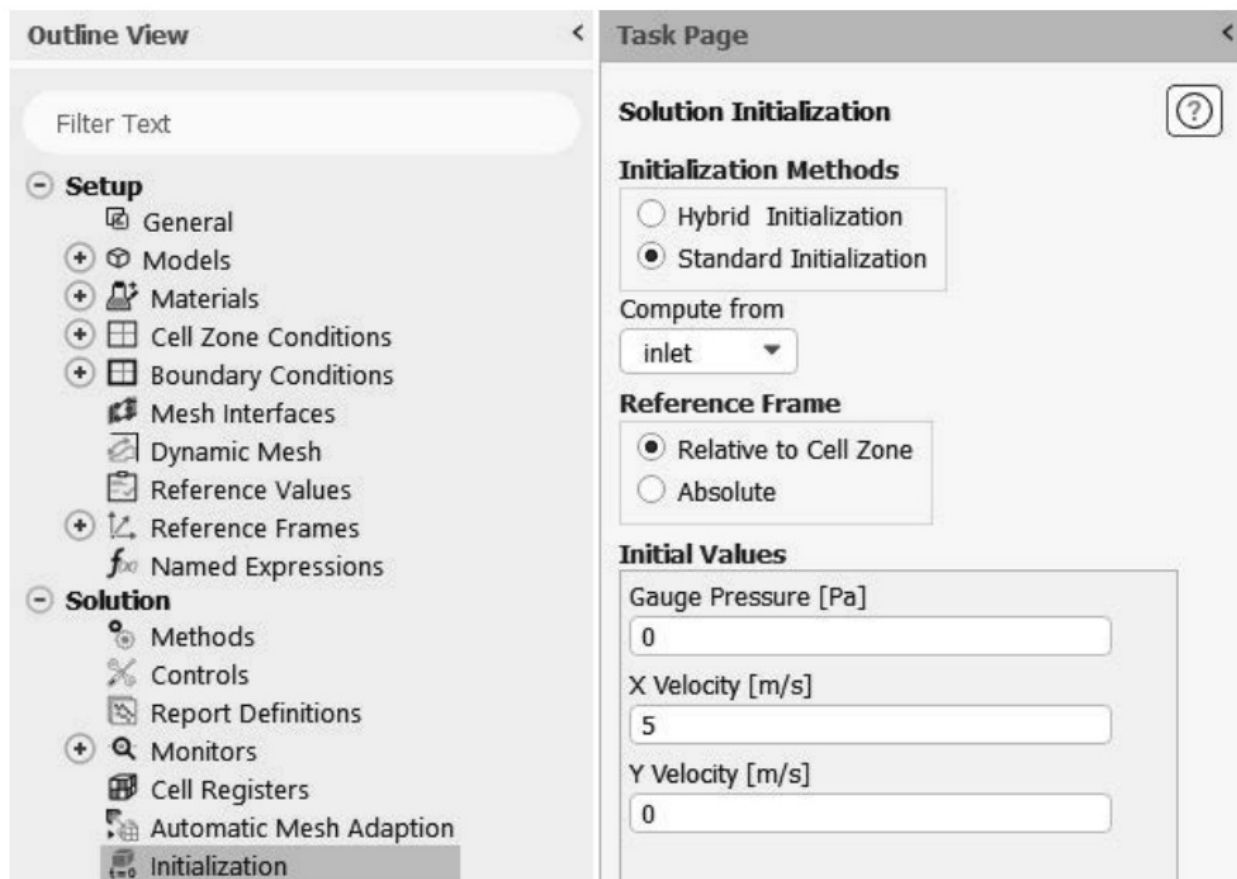 Outline View
Filter Text
Setup
General
Models
Materials
Cell Zone Conditions
Boundary Conditions
Mesh Interfaces
Dynamic Mesh
Reference Values
Reference Frames
f(x) Named Expressions
Solution
Methods
Controls
Report Definitions
Monitors
Cell Registers
Automatic Mesh Adaption
t=0 Initialization
Task Page
Solution Initialization
?
Initialization Methods
Hybrid Initialization
Standard Initialization
Compute from
inlet
Reference Frame
Relative to Cell Zone
Absolute
Initial Values
Gauge Pressure [Pa]
0
X Velocity [m/s]
5
Y Velocity [m/s]
0